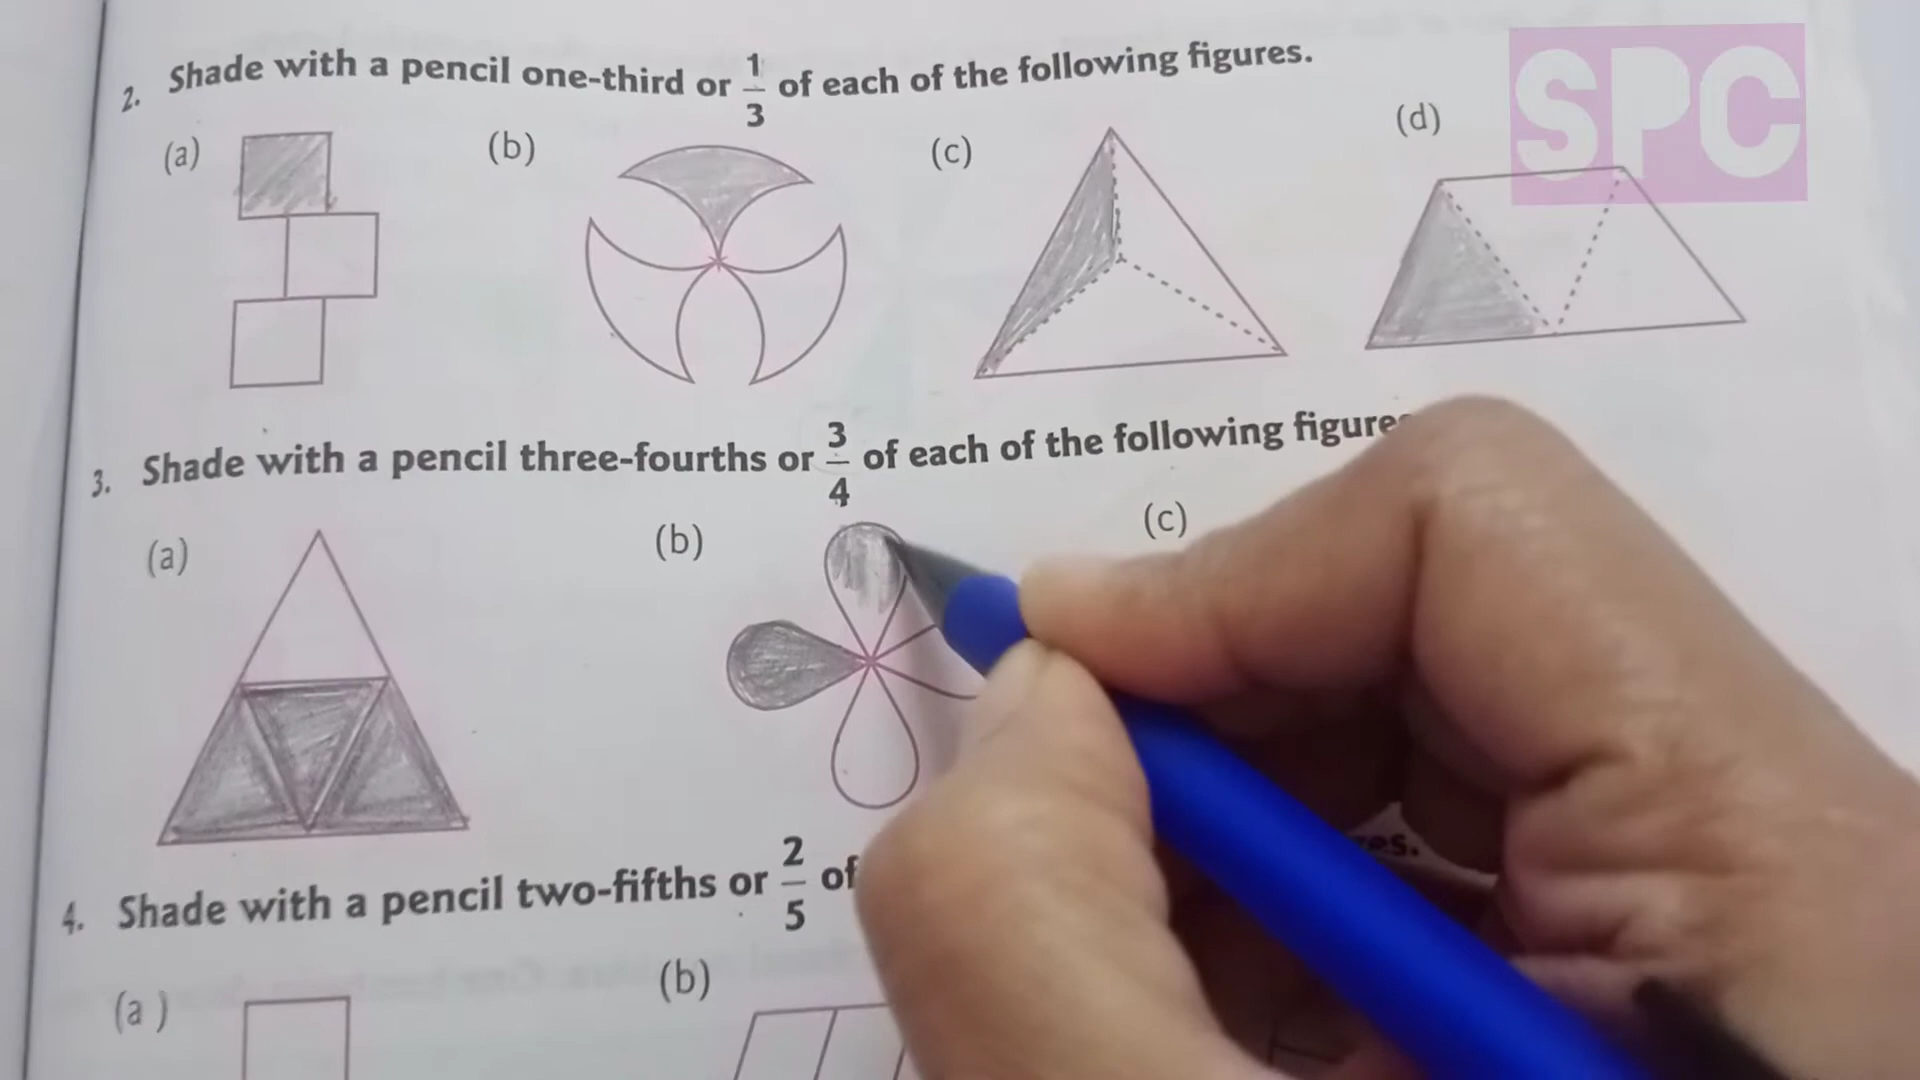 SPC
2. Shade with a pencil one-third or 1/3 of each of the following figures.
(a) (b) (c) (d)
3. Shade with a pencil three-fourths or 3/4 of each of the following figure
(a) (b) (c)
4. Shade with a pencil two-fifths or 2/5 of
(a ) (b)